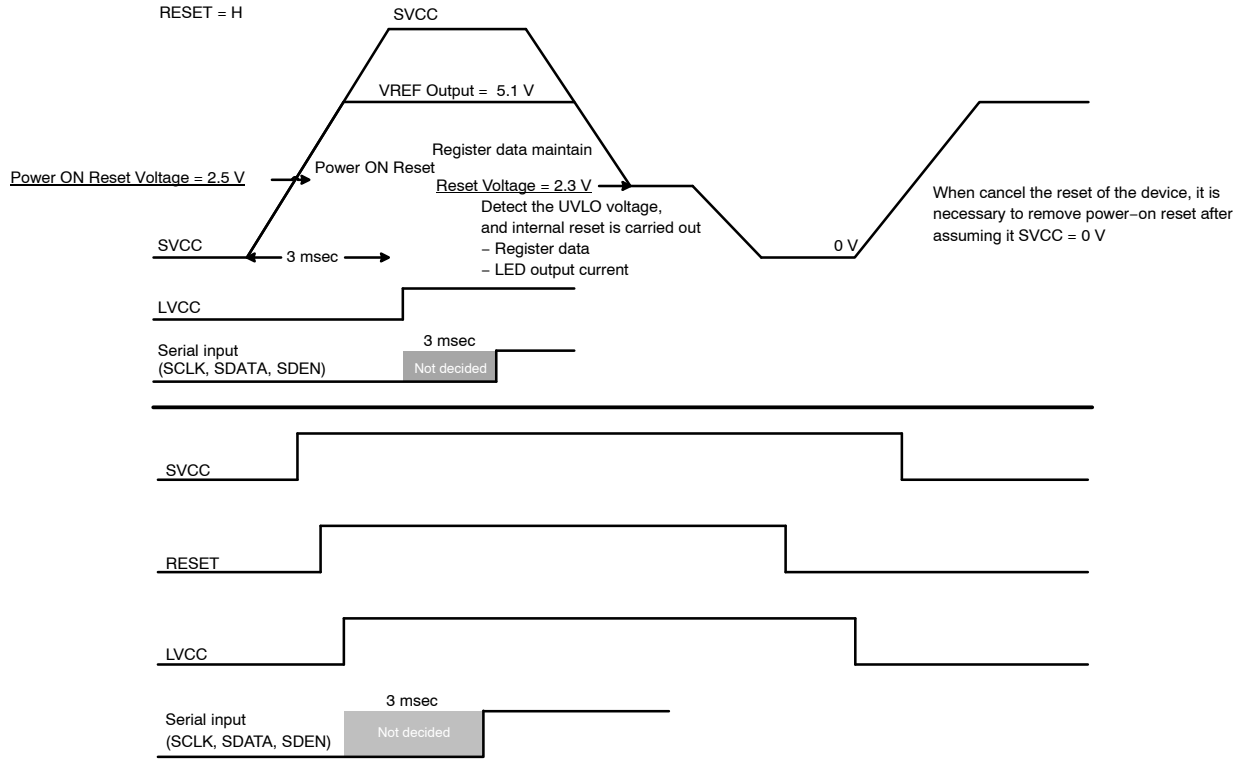 RESET = H
SVCC
VREF Output = 5.1 V
Register data maintain
Power ON Reset
Power ON Reset Voltage = 2.5 V
Reset Voltage = 2.3 V
Detect the UVLO voltage,
and internal reset is carried out
− Register data
− LED output current
When cancel the reset of the device, it is
necessary to remove power−on reset after
assuming it SVCC = 0 V
SVCC
3 msec
0 V
LVCC
3 msec
Serial input
(SCLK, SDATA, SDEN)
Not decided
SVCC
RESET
LVCC
3 msec
Serial input
(SCLK, SDATA, SDEN)
Not decided